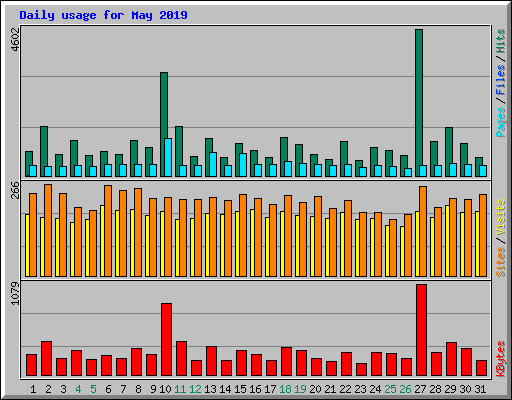 Daily usage for May 2019
4602
266
1079
Pages / Files / Hits
Sites / Visits
KBytes
1 2 3 4 5 6 7 8 9 10 11 12 13 14 15 16 17 18 19 20 21 22 23 24 25 26 27 28 29 30 31